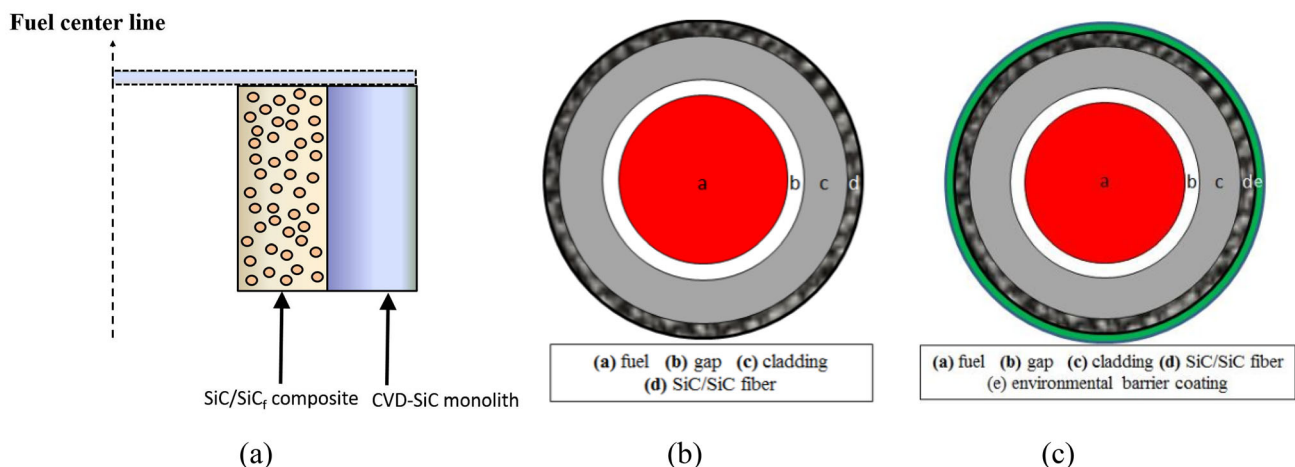 Fuel center line
SiC/SiCf composite
CVD-SiC monolith
(a)
a
b
c
d
(a) fuel (b) gap (c) cladding
(d) SiC/SiC fiber
(b)
a
b
c
de
(a) fuel (b) gap (c) cladding (d) SiC/SiC fiber
(e) environmental barrier coating
(c)